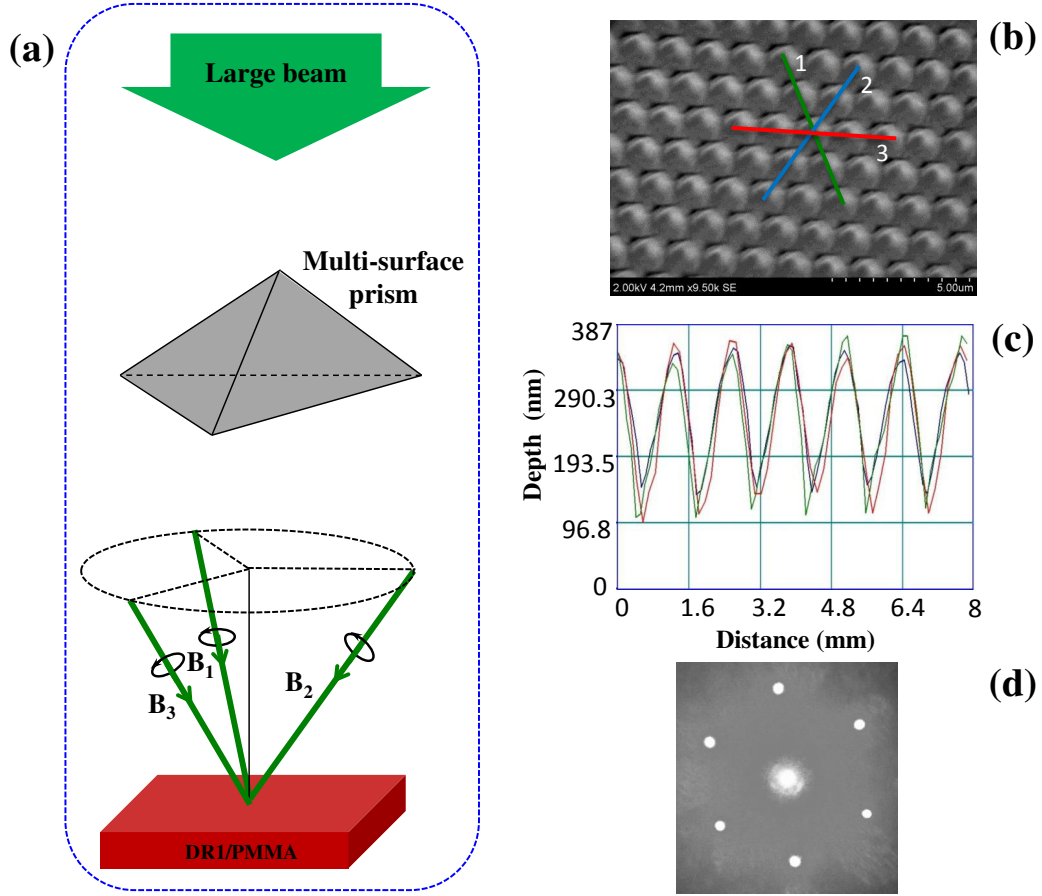 (a)
Large beam
Multi-surface
prism
B1
B2
B3
DR1/PMMA
(b)
1
2
3
2.00kV 4.2mm x9.50k SE
5.00um
(c)
Depth (nm)
387
290.3
193.5
96.8
0
0 1.6 3.2 4.8 6.4 8
Distance (mm)
(d)